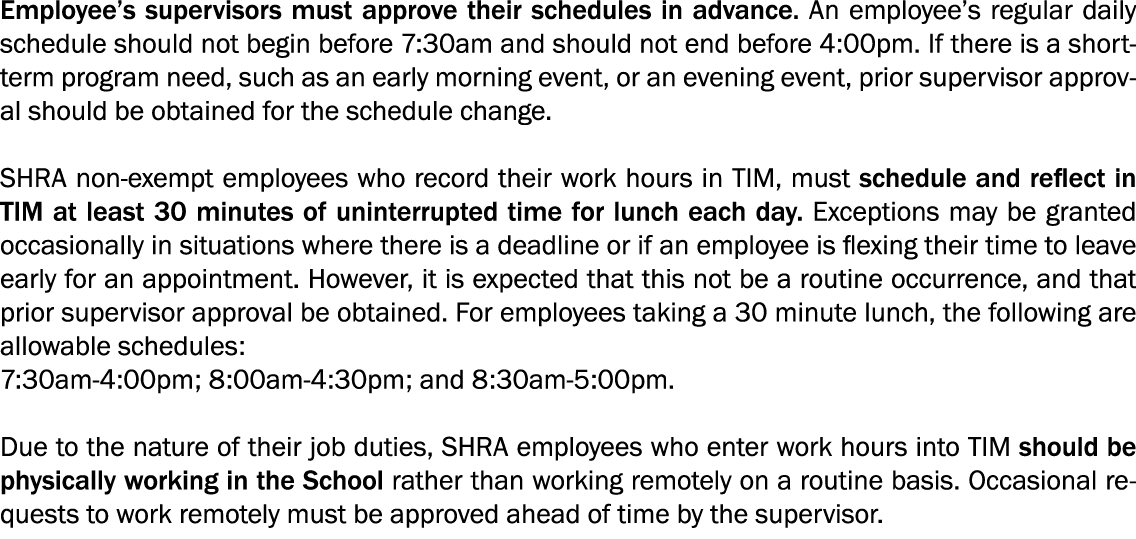 Employee’s supervisors must approve their schedules in advance. An employee’s regular daily
schedule should not begin before 7:30am and should not end before 4:00pm. If there is a short-
term program need, such as an early morning event, or an evening event, prior supervisor approv-
al should be obtained for the schedule change.
SHRA non-exempt employees who record their work hours in TIM, must schedule and reflect in
TIM at least 30 minutes of uninterrupted time for lunch each day. Exceptions may be granted
occasionally in situations where there is a deadline or if an employee is flexing their time to leave
early for an appointment. However, it is expected that this not be a routine occurrence, and that
prior supervisor approval be obtained. For employees taking a 30 minute lunch, the following are
allowable schedules:
7:30am-4:00pm; 8:00am-4:30pm; and 8:30am-5:00pm.
Due to the nature of their job duties, SHRA employees who enter work hours into TIM should be
physically working in the School rather than working remotely on a routine basis. Occasional re-
quests to work remotely must be approved ahead of time by the supervisor.